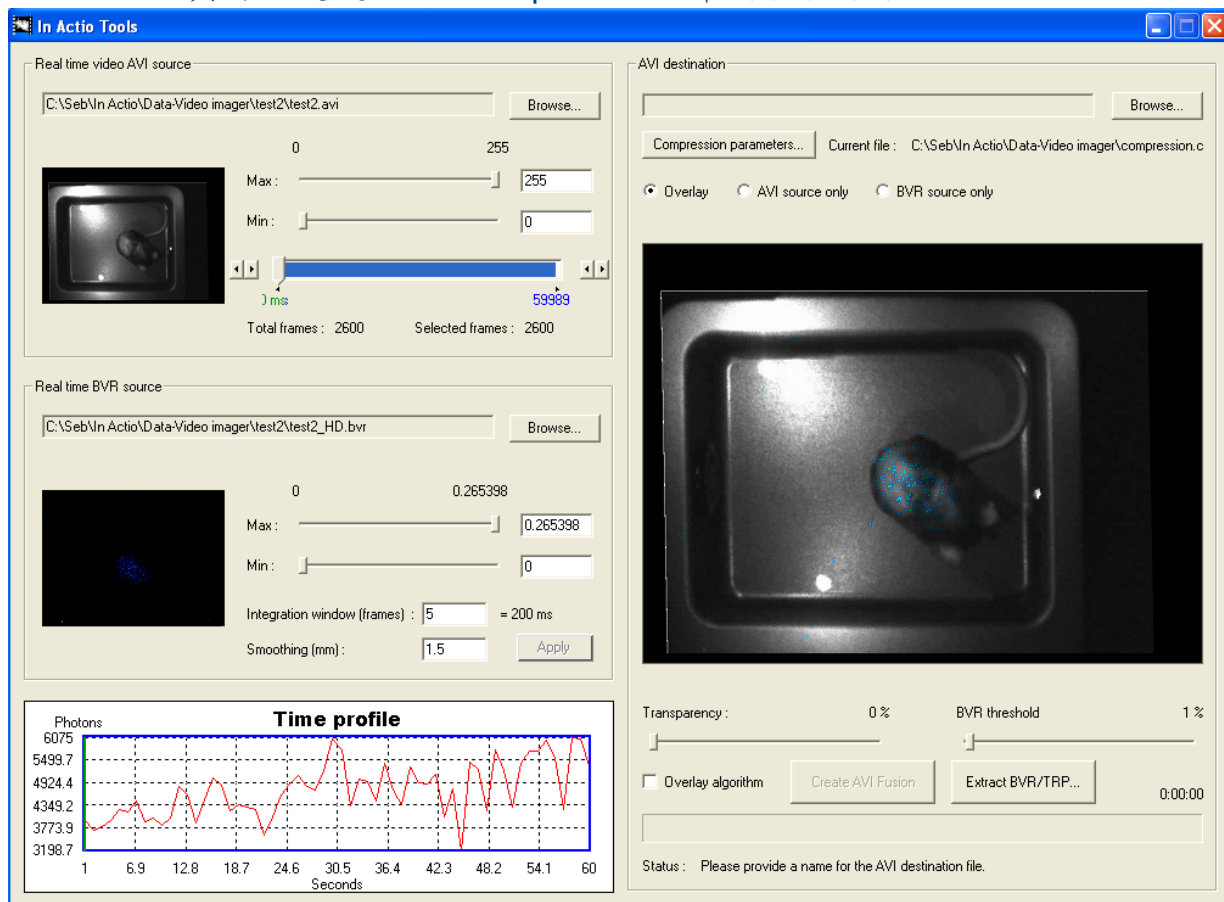 In Actio Tools
Real time video AVI source
C:\Seb\In Actio\Data-Video imager\test2\test2.avi
Browse...
0 255
Max : 255
Min : 0
0 ms 59989
Total frames : 2600 Selected frames : 2600
Real time BVR source
C:\Seb\In Actio\Data-Video imager\test2\test2_HD.bvr
Browse...
0 0.265398
Max : 0.265398
Min : 0
Integration window (frames) : 5 = 200 ms
Smoothing (mm) : 1.5 Apply
Time profile
Photons
6075
5499.7
4924.4
4349.2
3773.9
3198.7
1 6.9 12.8 18.7 24.6 30.5 36.4 42.3 48.2 54.1 60
Seconds
AVI destination
Browse...
Compression parameters... Current file : C:\Seb\In Actio\Data-Video imager\compression.c
Overlay AVI source only BVR source only
Transparency : 0 % BVR threshold 1 %
Overlay algorithm Create AVI Fusion Extract BVR/TRP... 0:00:00
Status : Please provide a name for the AVI destination file.